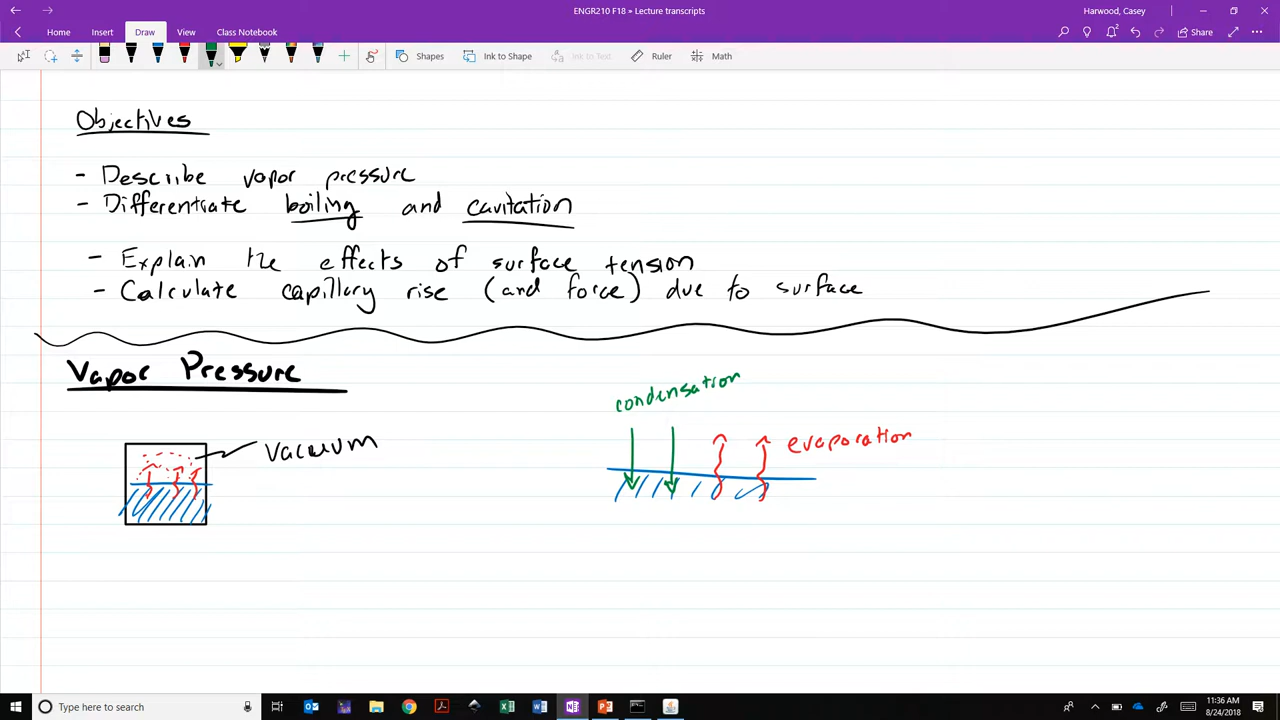 ENGR210 F18 » Lecture transcripts
Harwood, Casey
Home
Insert
Draw
View
Class Notebook
Share
Shapes
Ink to Shape
Ink to Text
Ruler
Math
Objectives
- Describe vapor pressure
- Differentiate boiling and cavitation
- Explain the effects of surface tension
- Calculate capillary rise (and force) due to surface
Vapor Pressure
condensation
vacuum
evaporation
Type here to search
11:36 AM
8/24/2018